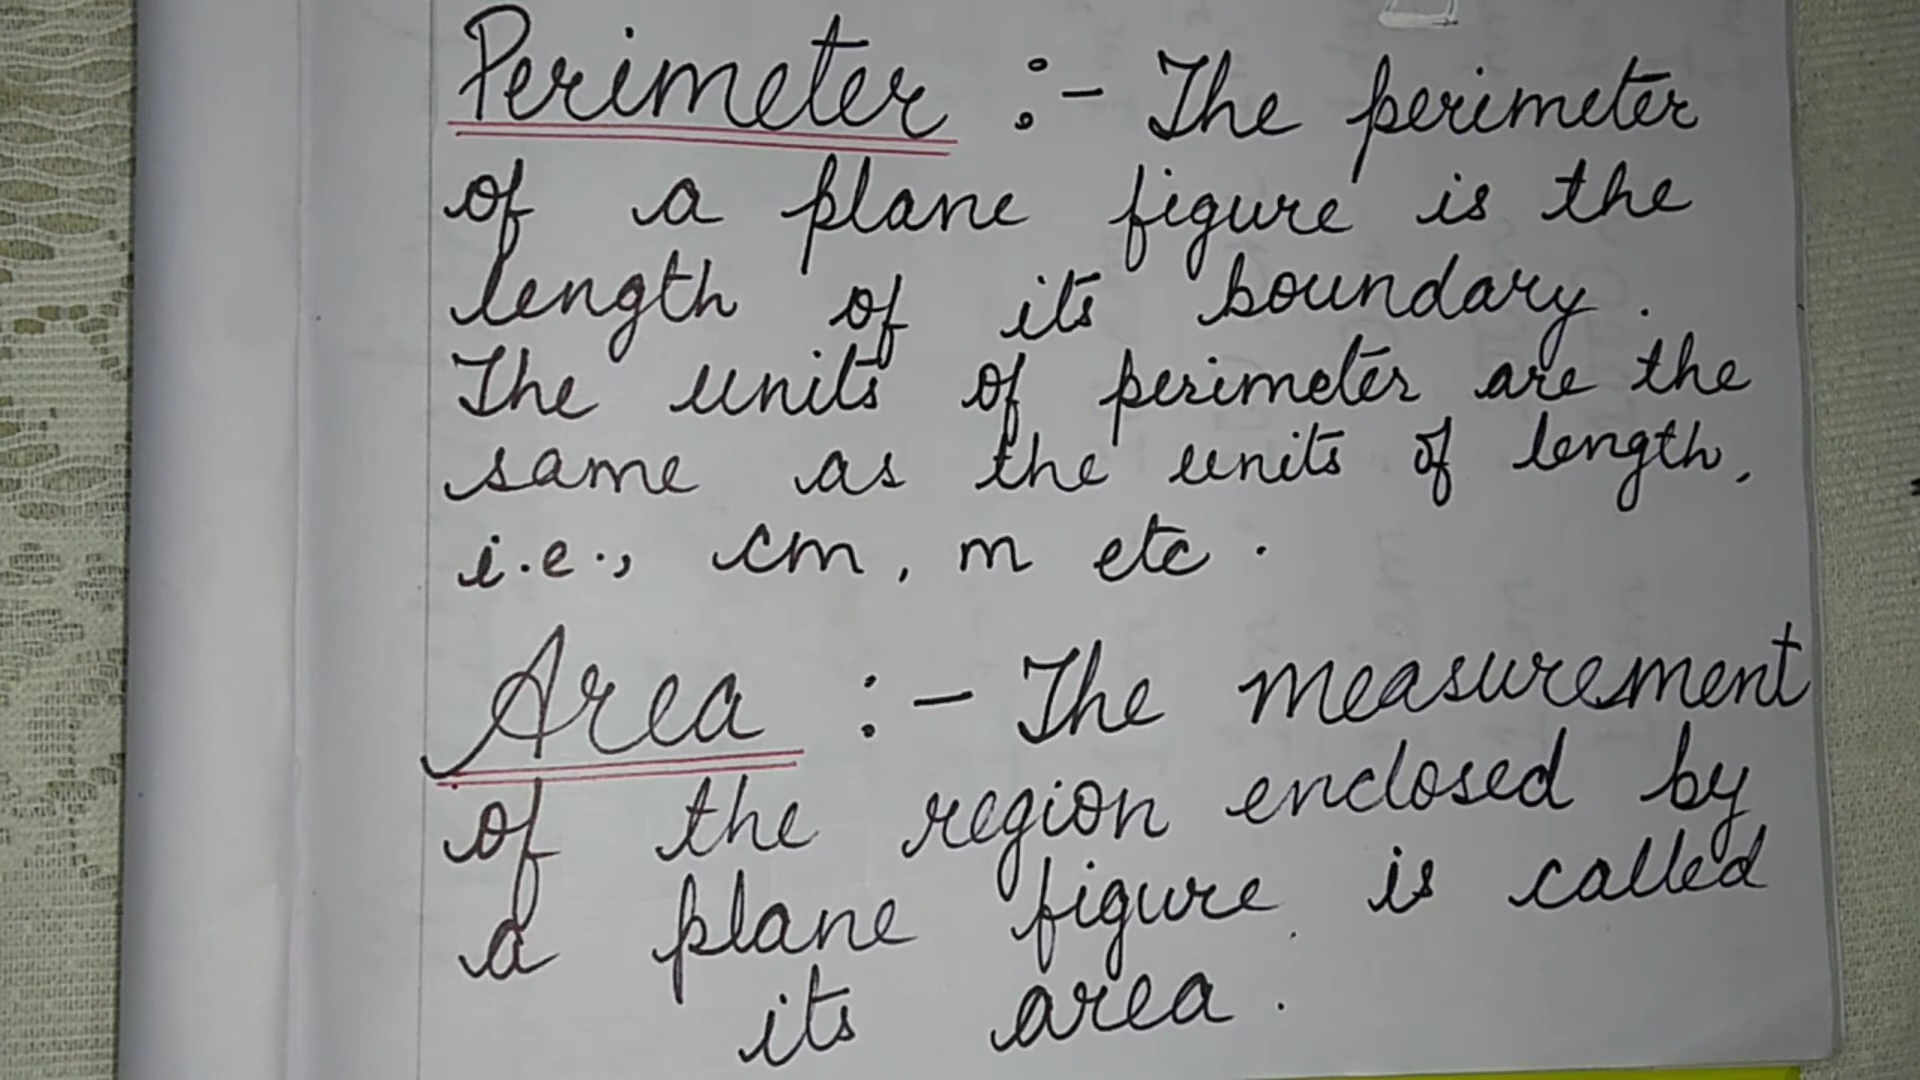 Perimeter :- The perimeter
of a plane figure is the
length of its boundary.
The units of perimeter are the
same as the units of length,
i.e., cm, m etc.
Area :- The measurement
of the region enclosed by
a plane figure is called
its area.